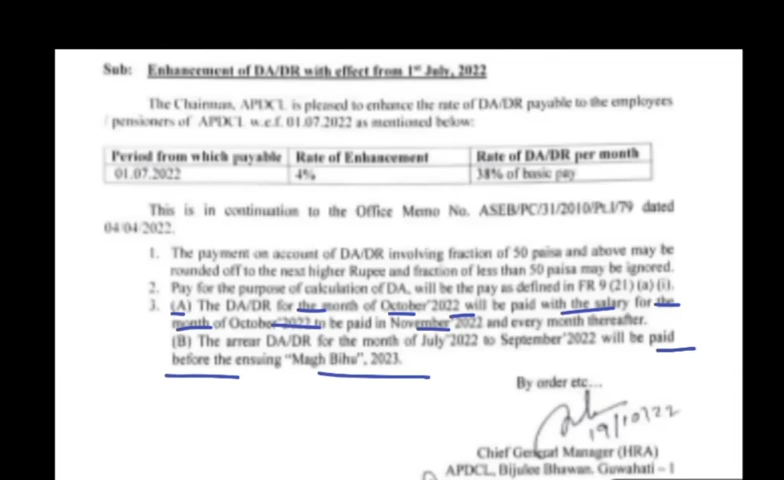 Sub: Enhancement of DA/DR with effect from 1st July, 2022
The Chairman, APDCL is pleased to enhance the rate of DA/DR payable to the employees
/ pensioners of APDCL w.e.f. 01.07.2022 as mentioned below:
Period from which payable Rate of Enhancement Rate of DA/DR per month
01.07.2022 4% 38% of basic pay
This is in continuation to the Office Memo No. ASEB/PC/31/2010/Pt.I/79 dated
04/04/2022.
1. The payment on account of DA/DR involving fraction of 50 paisa and above may be
rounded off to the next higher Rupee and fraction of less than 50 paisa may be ignored.
2. Pay for the purpose of calculation of DA, will be the pay as defined in FR 9 (21) (a) (i).
3. (A) The DA/DR for the month of October'2022 will be paid with the salary for the
month of October'2022 to be paid in November'2022 and every month thereafter.
(B) The arrear DA/DR for the month of July'2022 to September'2022 will be paid
before the ensuing "Magh Bihu", 2023.
By order etc...
19/10/22
Chief General Manager (HRA)
APDCL, Bijulee Bhawan, Guwahati – 1